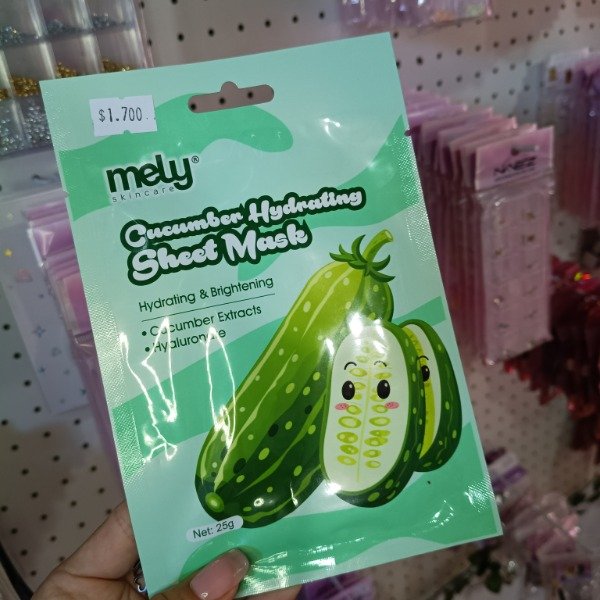 $1.700.
mely®
skincare
Cucumber Hydrating
Sheet Mask
Hydrating & Brightening
• Cucumber Extracts
• Hyaluronate
Net: 25g